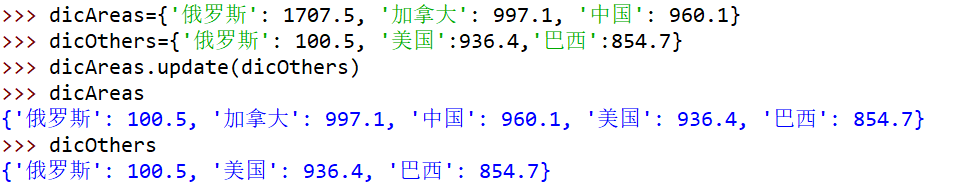 >>> dicAreas={'俄罗斯': 1707.5, '加拿大': 997.1, '中国': 960.1}
>>> dicOthers={'俄罗斯': 100.5, '美国':936.4,'巴西':854.7}
>>> dicAreas.update(dicOthers)
>>> dicAreas
{'俄罗斯': 100.5, '加拿大': 997.1, '中国': 960.1, '美国': 936.4, '巴西': 854.7}
>>> dicOthers
{'俄罗斯': 100.5, '美国': 936.4, '巴西': 854.7}